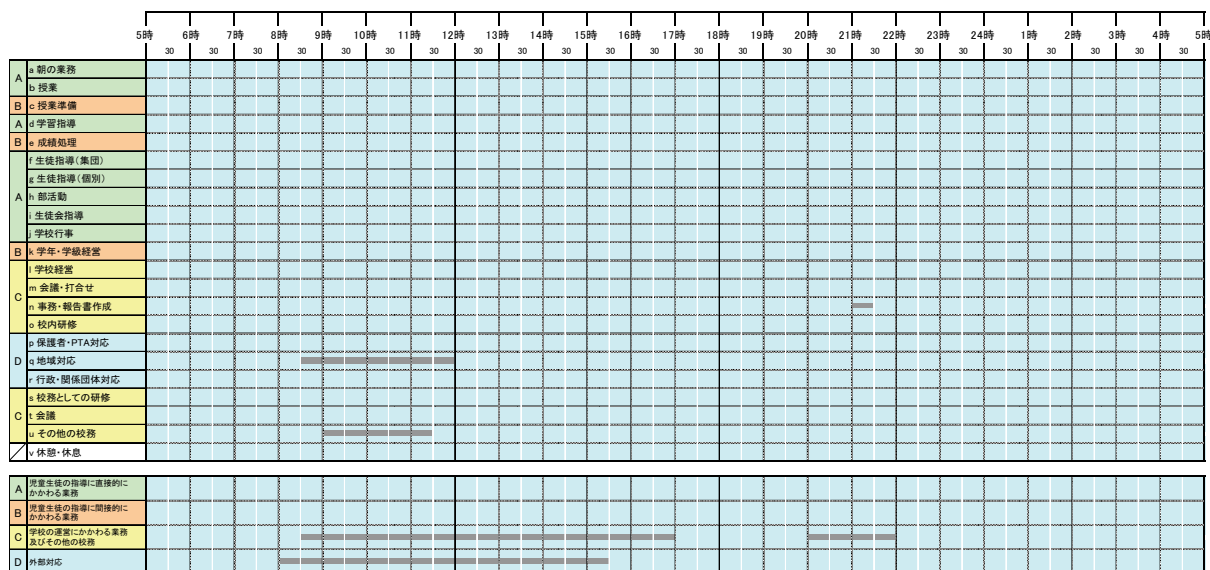 5時 6時 7時 8時 9時 10時 11時 12時 13時 14時 15時 16時 17時 18時 19時 20時 21時 22時 23時 24時 1時 2時 3時 4時 5時
30 30 30 30 30 30 30 30 30 30 30 30 30 30 30 30 30 30 30 30 30 30 30 30
A
a 朝の業務
b 授業
B c 授業準備
A d 学習指導
B e 成績処理
A
f 生徒指導(集団)
g 生徒指導(個別)
h 部活動
i 生徒会指導
j 学校行事
B k 学年・学級経営
C
l 学校経営
m 会議・打合せ
n 事務・報告書作成
o 校内研修
D
p 保護者・PTA対応
q 地域対応
r 行政・関係団体対応
C
s 校務としての研修
t 会議
u その他の校務
v 休憩・休息
A 児童生徒の指導に直接的に
かかわる業務
B 児童生徒の指導に間接的に
かかわる業務
C 学校の運営にかかわる業務
及びその他の校務
D 外部対応